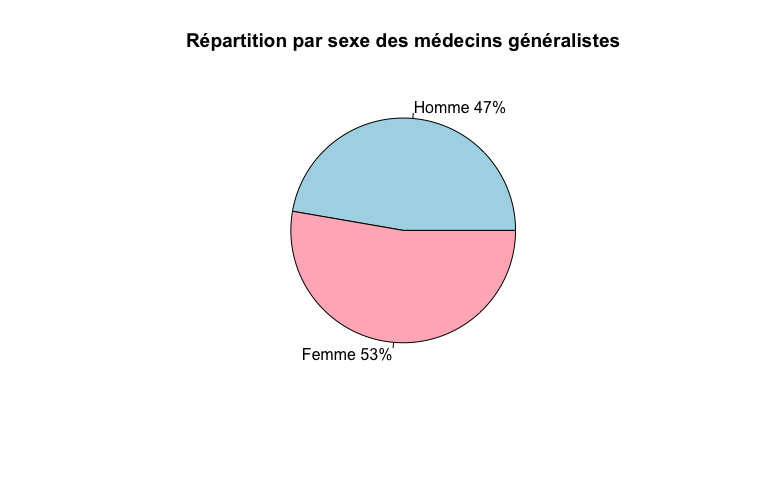 Répartition par sexe des médecins généralistes
Homme 47%
Femme 53%